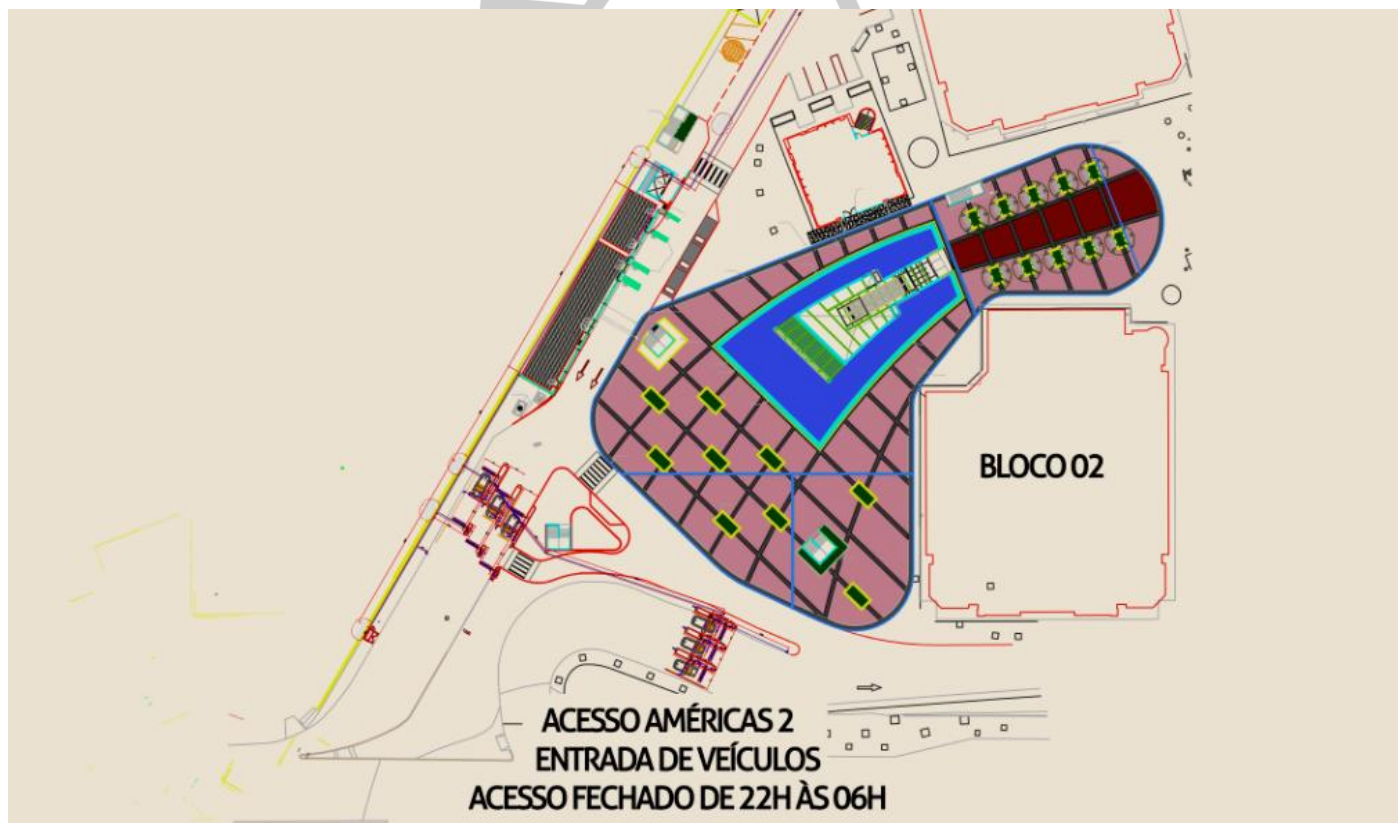 BLOCO 02
ACESSO AMÉRICAS 2
ENTRADA DE VEÍCULOS
ACESSO FECHADO DE 22H ÀS 06H